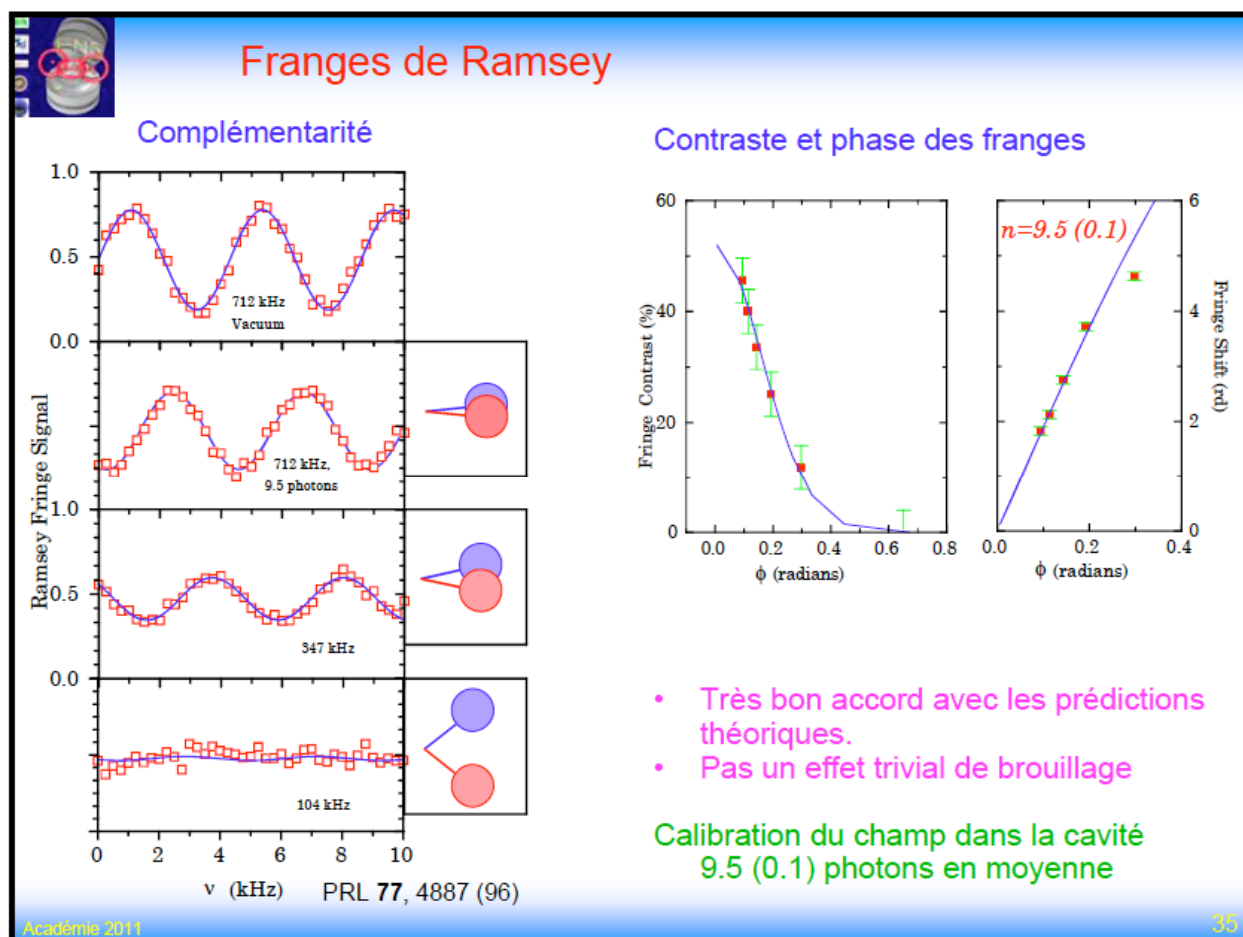 Franges de Ramsey
Complémentarité
Ramsey Fringe Signal
1.0
0.5
0.0
712 kHz
Vacuum
712 kHz,
9.5 photons
1.0
0.5
0.0
347 kHz
104 kHz
0 2 4 6 8 10
ν (kHz)
PRL 77, 4887 (96)
Contraste et phase des franges
Fringe Contrast (%)
60
40
20
0
0.0 0.2 0.4 0.6 0.8
ϕ (radians)
n=9.5 (0.1)
6
4
2
0
Fringe Shift (rd)
0.0 0.2 0.4
ϕ (radians)
• Très bon accord avec les prédictions
théoriques.
• Pas un effet trivial de brouillage
Calibration du champ dans la cavité
9.5 (0.1) photons en moyenne
Académie 2011
35